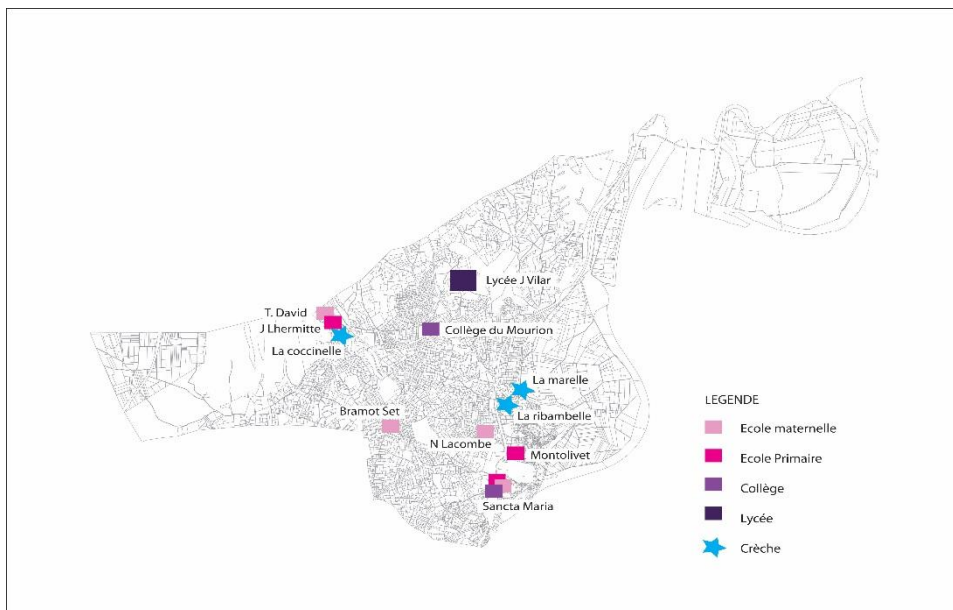 Lycée J Vilar
T. David
J Lhermitte
Collège du Mourion
La coccinelle
La marelle
Bramot Set
La ribambelle
N Lacombe
Montolivet
Sancta Maria
LEGENDE
Ecole maternelle
Ecole Primaire
Collège
Lycée
Crèche